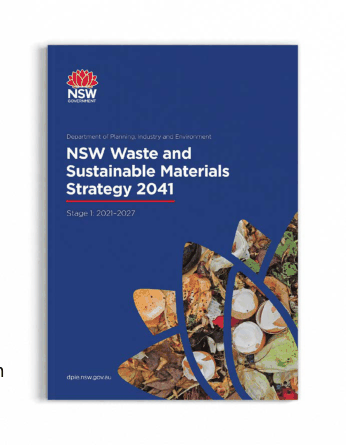 NSW
GOVERNMENT
Department of Planning, Industry and Environment
NSW Waste and
Sustainable Materials
Strategy 2041
Stage 1: 2021–2027
n
dpie.nsw.gov.au